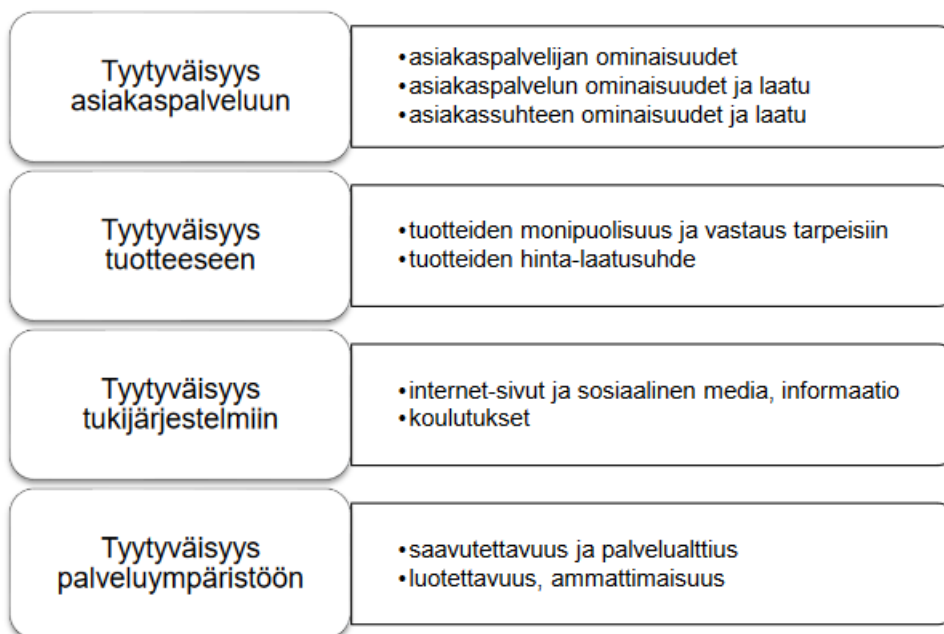 Tyytyväisyys
asiakaspalveluun
•asiakaspalvelijan ominaisuudet
•asiakaspalvelun ominaisuudet ja laatu
•asiakassuhteen ominaisuudet ja laatu
Tyytyväisyys
tuotteeseen
•tuotteiden monipuolisuus ja vastaus tarpeisiin
•tuotteiden hinta-laatusuhde
Tyytyväisyys
tukijärjestelmiin
•internet-sivut ja sosiaalinen media, informaatio
•koulutukset
Tyytyväisyys
palveluympäristöön
•saavutettavuus ja palvelualttius
•luotettavuus, ammattimaisuus